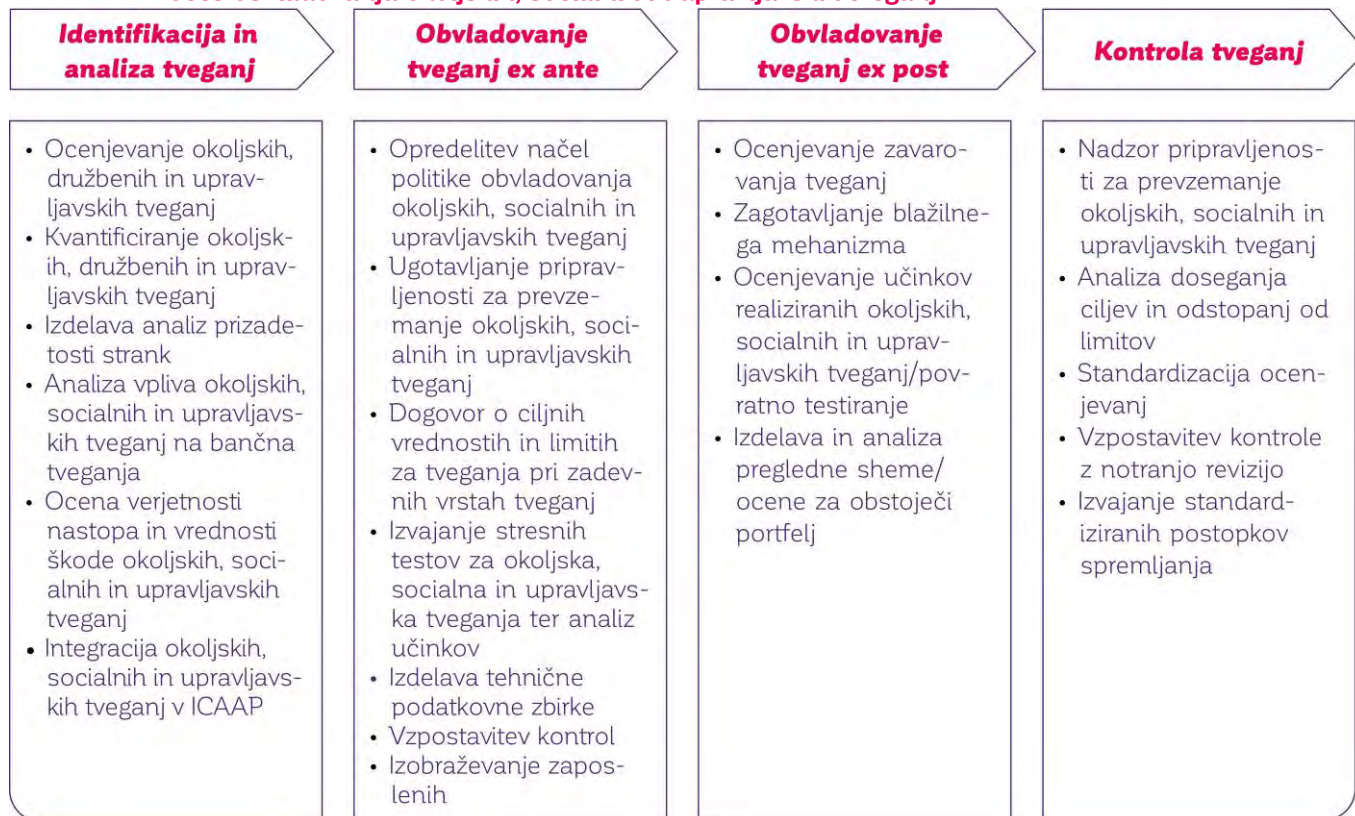 Identifikacija in
analiza tveganj
Obvladovanje
tveganj ex ante
Obvladovanje
tveganj ex post
Kontrola tveganj
• Ocenjevanje okoljskih,
družbenih in uprav-
ljavskih tveganj
• Kvantificiranje okoljsk-
ih, družbenih in uprav-
ljavskih tveganj
• Izdelava analiz prizade-
tosti strank
• Analiza vpliva okoljskih,
socialnih in upravljavs-
kih tveganj na bančna
tveganja
• Ocena verjetnosti
nastopa in vrednosti
škode okoljskih, soci-
alnih in upravljavskih
tveganj
• Integracija okoljskih,
socialnih in upravljavs-
kih tveganj v ICAAP
• Opredelitev načel
politike obvladovanja
okoljskih, socialnih in
upravljavskih tveganj
• Ugotavljanje priprav-
ljenosti za prevze-
manje okoljskih, soci-
alnih in upravljavskih
tveganj
• Dogovor o ciljnih
vrednostih in limitih
za tveganja pri zadev-
nih vrstah tveganj
• Izvajanje stresnih
testov za okoljska,
socialna in upravljavs-
ka tveganja ter analiz
učinkov
• Izdelava tehnične
podatkovne zbirke
• Vzpostavitev kontrol
• Izobraževanje zapos-
lenih
• Ocenjevanje zavaro-
vanja tveganj
• Zagotavljanje blažilne-
ga mehanizma
• Ocenjevanje učinkov
realiziranih okoljskih,
socialnih in uprav-
ljavskih tveganj/pov-
ratno testiranje
• Izdelava in analiza
pregledne sheme/
ocene za obstoječi
portfelj
• Nadzor pripravljenos-
ti za prevzemanje
okoljskih, socialnih in
upravljavskih tveganj
• Analiza doseganja
ciljev in odstopanj od
limitov
• Standardizacija ocen-
jevanj
• Vzpostavitev kontrole
z notranjo revizijo
• Izvajanje standard-
iziranih postopkov
spremljanja